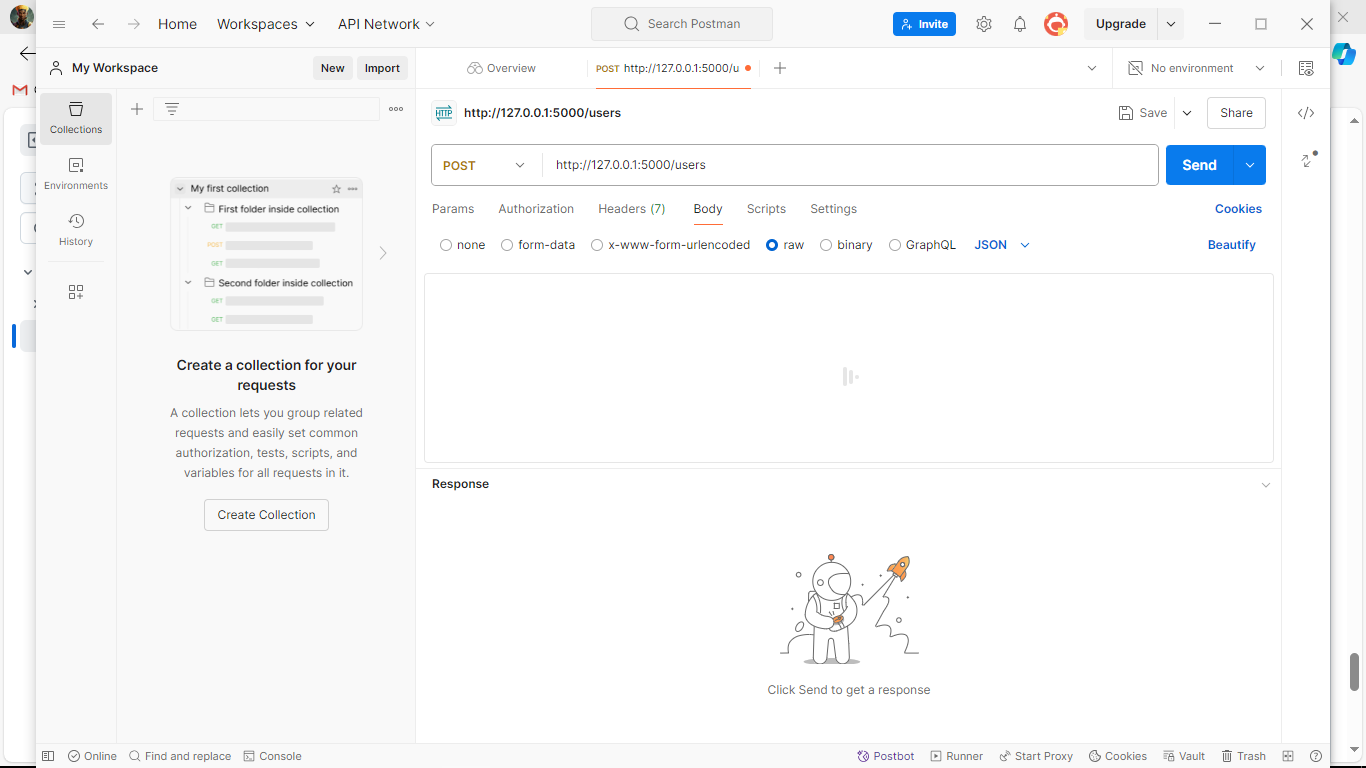 Home Workspaces API Network Search Postman Invite Upgrade
My Workspace New Import Overview POST http://127.0.0.1:5000/u No environment
Collections
HTTP http://127.0.0.1:5000/users Save Share
Environments
POST http://127.0.0.1:5000/users Send
History
Params Authorization Headers (7) Body Scripts Settings Cookies
none form-data x-www-form-urlencoded raw binary GraphQL JSON Beautify
My first collection
First folder inside collection
GET
POST
GET
Second folder inside collection
GET
GET
Create a collection for your
requests
A collection lets you group related
requests and easily set common
authorization, tests, scripts, and
variables for all requests in it.
Create Collection
Response
Click Send to get a response
Online Find and replace Console Postbot Runner Start Proxy Cookies Vault Trash